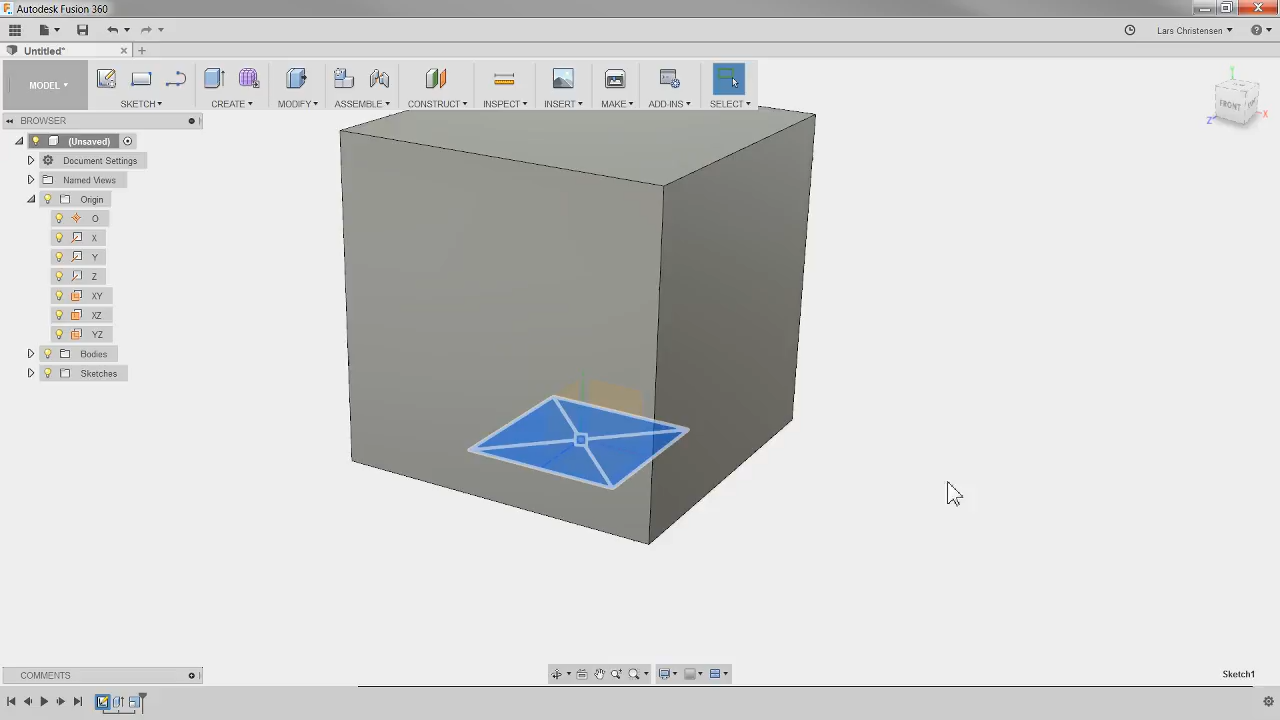 Autodesk Fusion 360
Lars Christensen
Untitled*
MODEL
SKETCH
CREATE
MODIFY
ASSEMBLE
CONSTRUCT
INSPECT
INSERT
MAKE
ADD-INS
SELECT
FRONT
Y
X
Z
BROWSER
(Unsaved)
Document Settings
Named Views
Origin
O
X
Y
Z
XY
XZ
YZ
Bodies
Sketches
COMMENTS
Sketch1